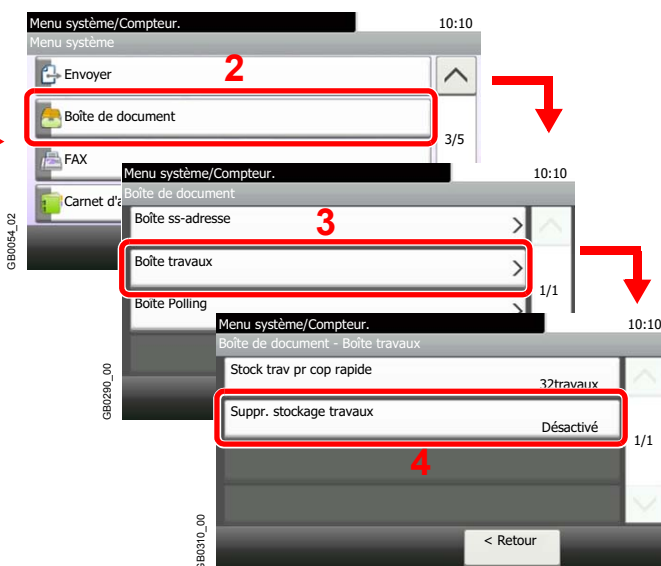 Menu système/Compteur.
10:10
Menu système
Envoyer
2
Boîte de document
3/5
FAX
Carnet d'a
GB0054_02
Menu système/Compteur.
10:10
Boîte de document
Boîte ss-adresse
3
Boîte travaux
1/1
Boîte Polling
GB0290_00
Menu système/Compteur.
10:10
Boîte de document - Boîte travaux
Stock trav pr cop rapide
32travaux
Suppr. stockage travaux
Désactivé
1/1
4
< Retour
GB0310_00